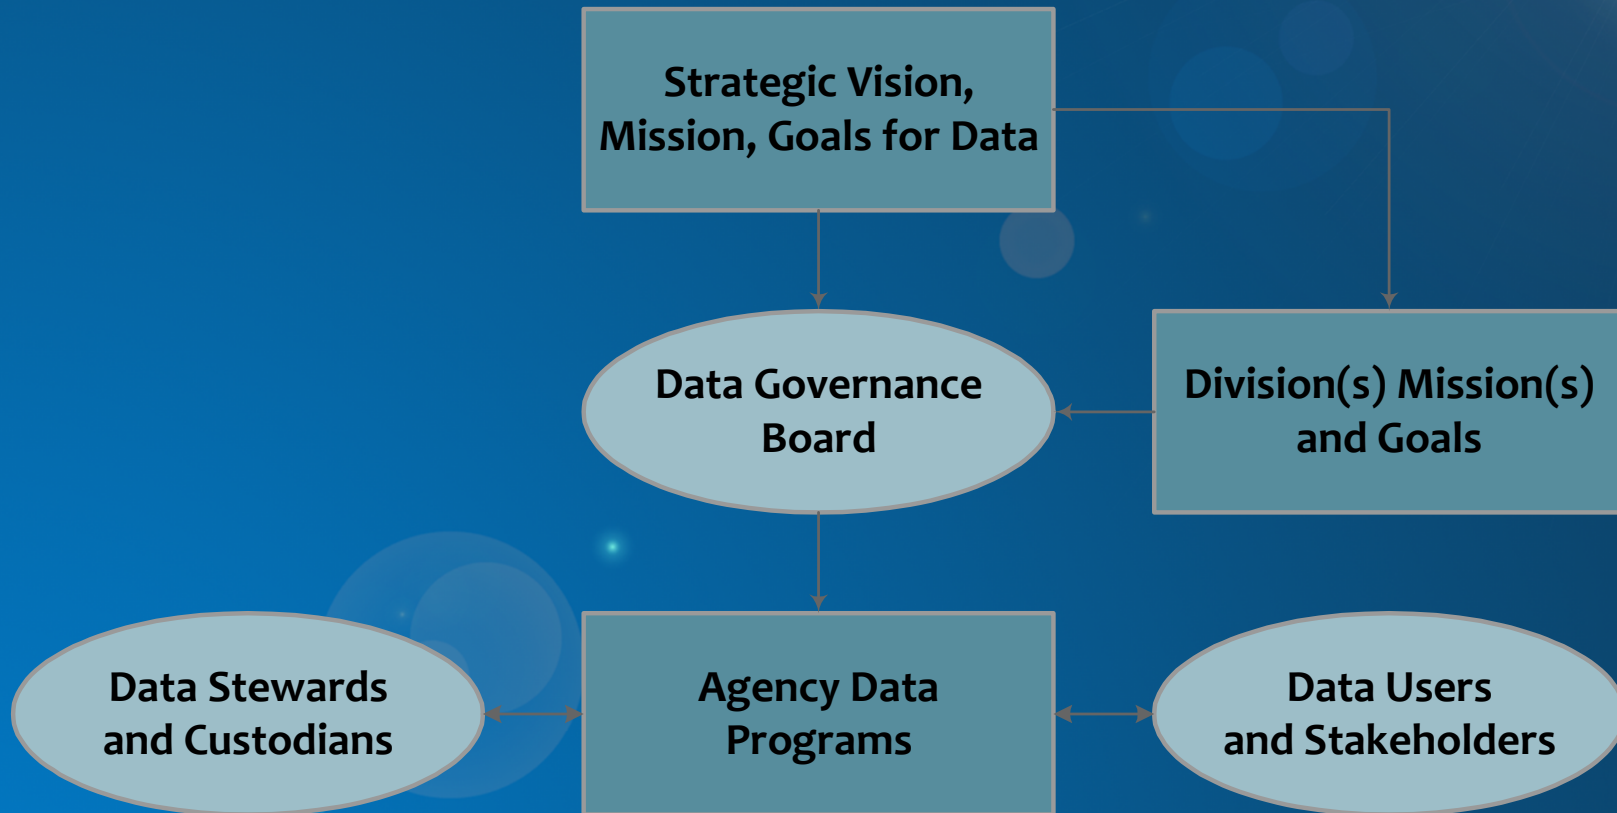 Strategic Vision,
Mission, Goals for Data
Data Governance
Board
Division(s) Mission(s)
and Goals
Data Stewards
and Custodians
Agency Data
Programs
Data Users
and Stakeholders